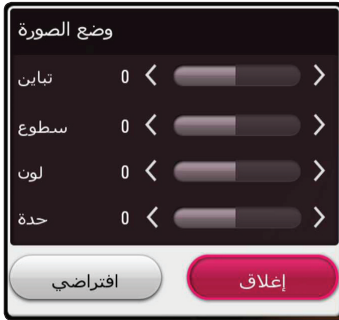 وضع الصورة
تباين 0
سطوع 0
لون 0
حدة 0
إغلاق افتراضي